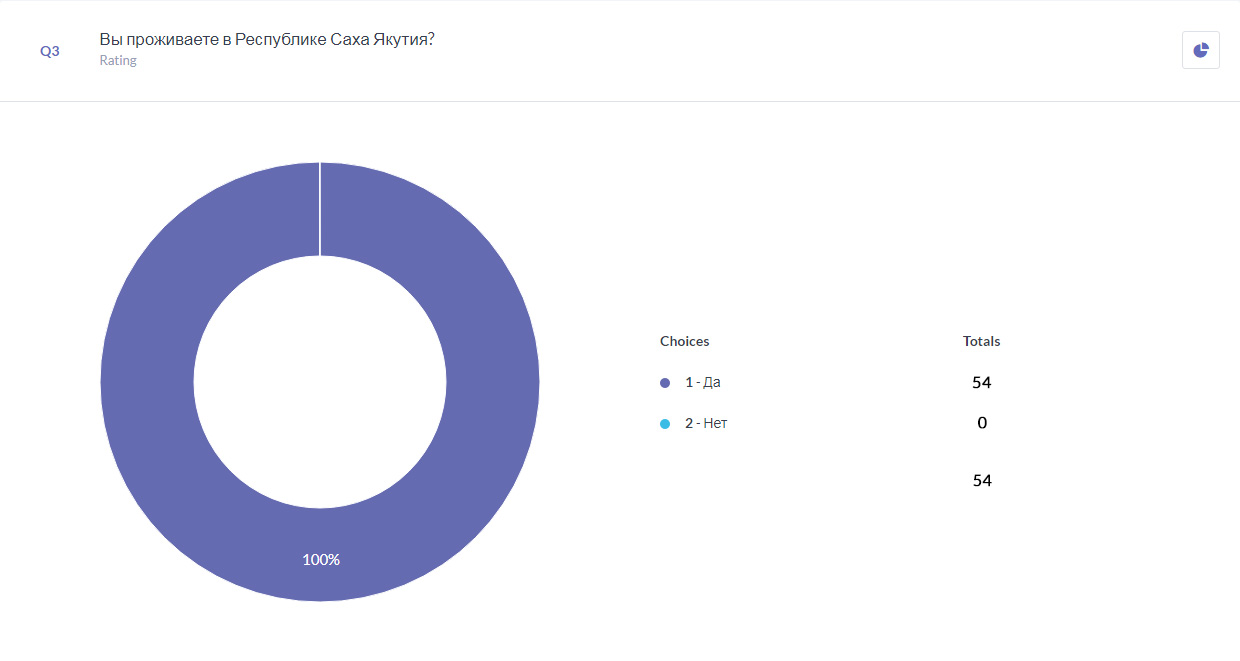 Q3
Вы проживаете в Республике Саха Якутия?
Rating
100%
Choices Totals
1 - Да 54
2 - Нет 0
54